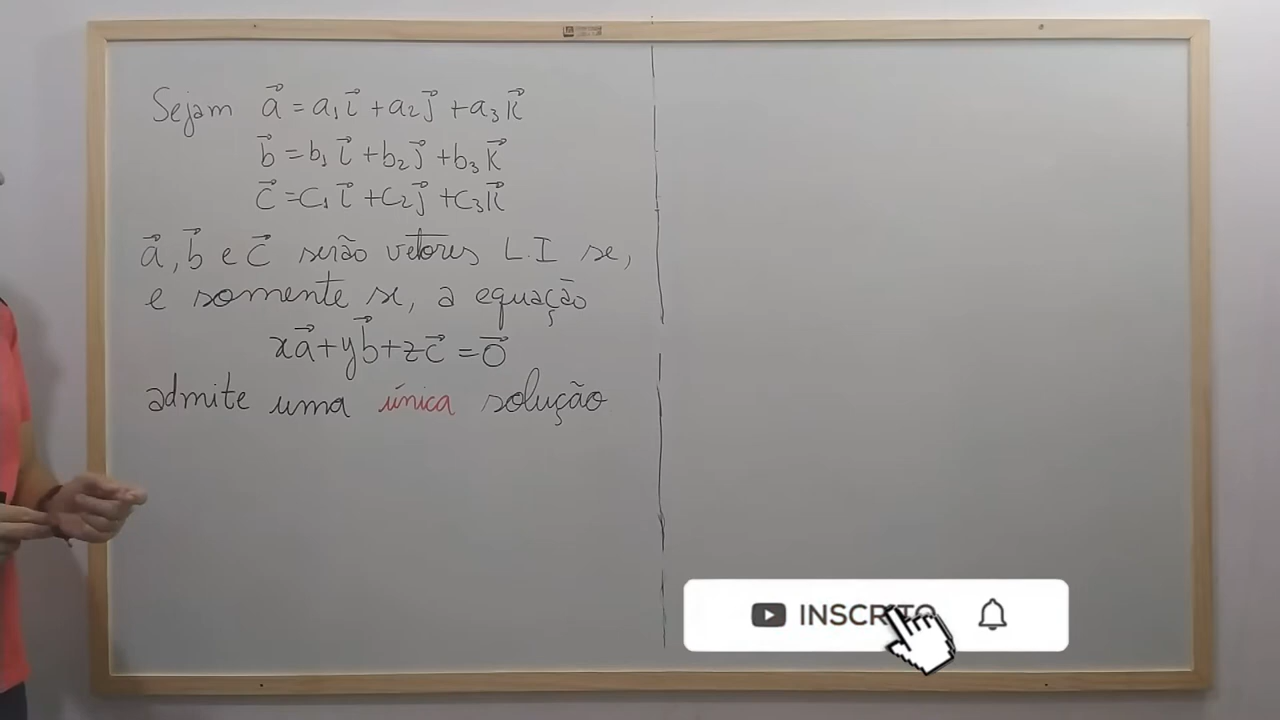 Sejam a⃗ = a₁i⃗ + a₂j⃗ + a₃k⃗
b⃗ = b₁i⃗ + b₂j⃗ + b₃k⃗
c⃗ = c₁i⃗ + c₂j⃗ + c₃k⃗
a⃗, b⃗ e c⃗ serão vetores L.I se,
e somente se, a equação
xa⃗ + yb⃗ + zc⃗ = 0⃗
admite uma única solução
INSCRITO